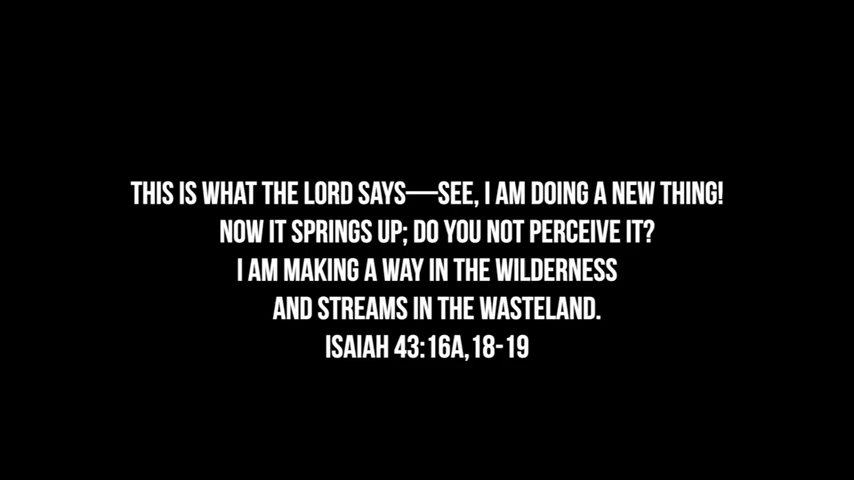 THIS IS WHAT THE LORD SAYS—SEE, I AM DOING A NEW THING!
NOW IT SPRINGS UP; DO YOU NOT PERCEIVE IT?
I AM MAKING A WAY IN THE WILDERNESS
AND STREAMS IN THE WASTELAND.
ISAIAH 43:16A,18-19